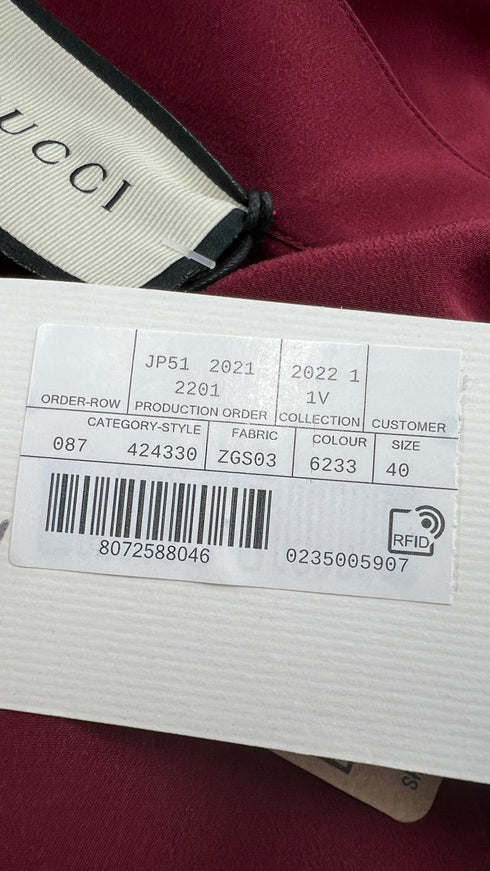 UCCI
JP51 2021
2201
2022 1
1V
ORDER-ROW
PRODUCTION ORDER
COLLECTION
CUSTOMER
CATEGORY-STYLE
FABRIC
COLOUR
SIZE
087 424330
ZGS03
6233
40
8072588046
0235005907
RFID